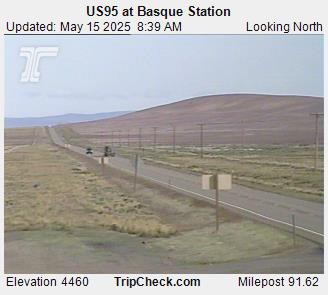 US95 at Basque Station
Updated: May 15 2025 8:39 AM Looking North
Elevation 4460 TripCheck.com Milepost 91.62